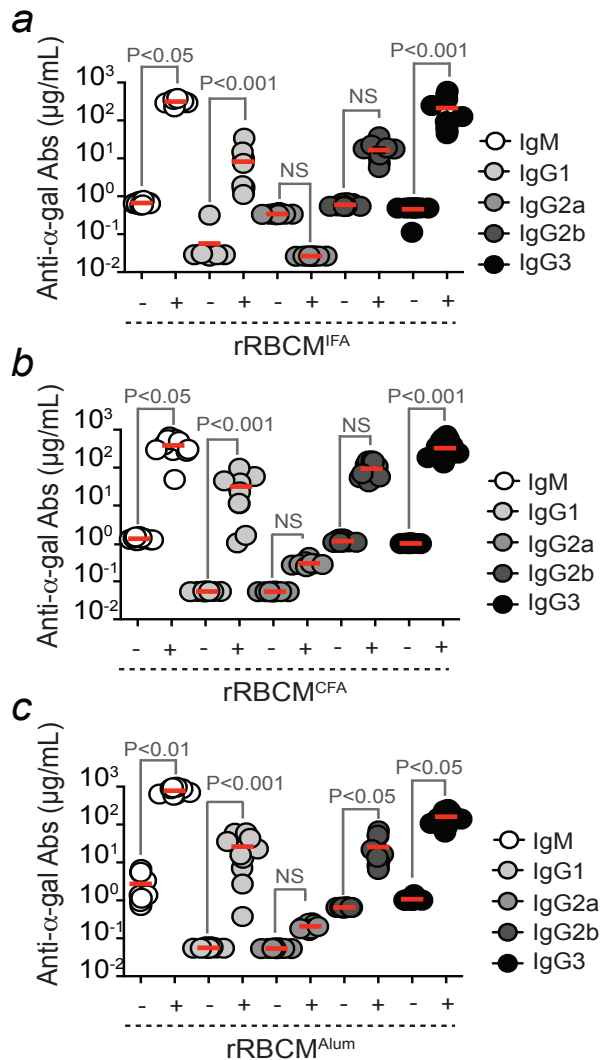 a
P<0.05
P<0.001
NS
NS
P<0.001
Anti-α-gal Abs (µg/mL)
10³
10²
10¹
10⁰
10⁻¹
10⁻²
- + - + - + - + - +
rRBCMᴵᶠᴬ
IgM
IgG1
IgG2a
IgG2b
IgG3
b
P<0.05
P<0.001
NS
NS
P<0.001
Anti-α-gal Abs (µg/mL)
10³
10²
10¹
10⁰
10⁻¹
10⁻²
- + - + - + - + - +
rRBCM^CFA
IgM
IgG1
IgG2a
IgG2b
IgG3
c
P<0.01
P<0.001
NS
P<0.05
P<0.05
Anti-α-gal Abs (µg/mL)
10³
10²
10¹
10⁰
10⁻¹
10⁻²
- + - + - + - + - +
rRBCM^Alum
IgM
IgG1
IgG2a
IgG2b
IgG3